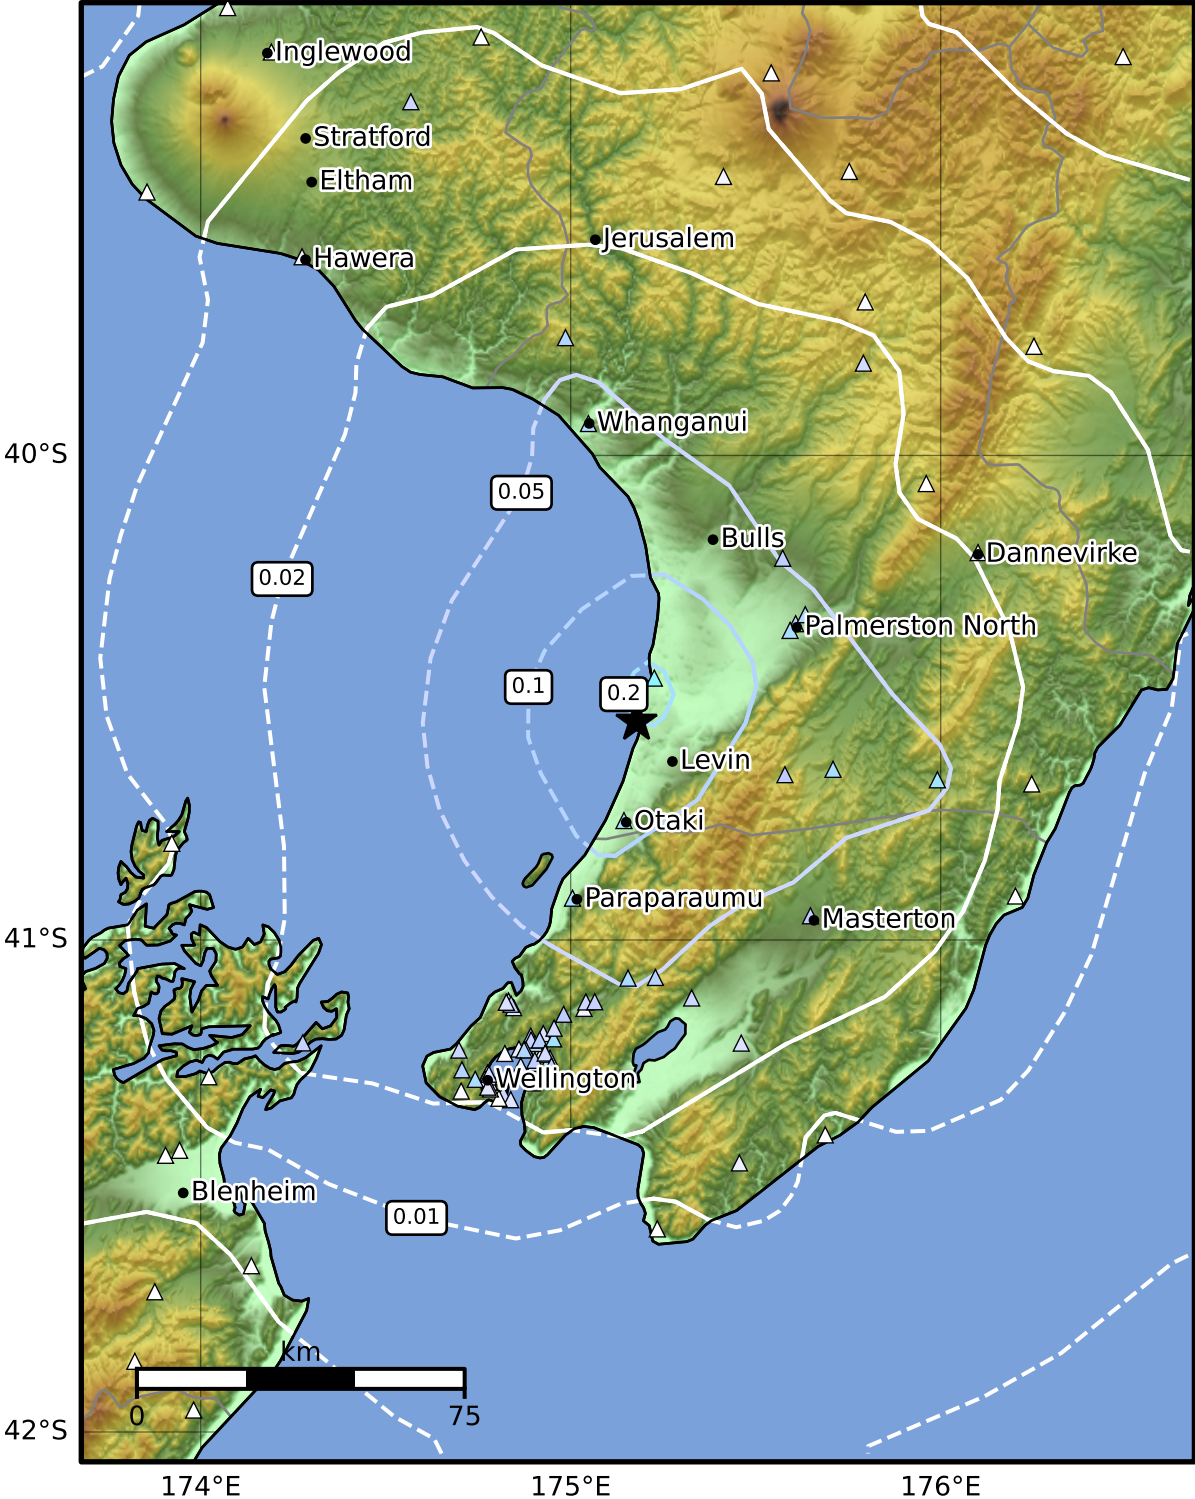 Inglewood
Stratford
Eltham
Jerusalem
Hawera
Whanganui
40°S
0.05
Bulls
Dannevirke
0.02
Palmerston North
0.1
0.2
Levin
Otaki
Paraparaumu
Masterton
41°S
Wellington
Blenheim
0.01
km
0
75
42°S
174°E
175°E
176°E